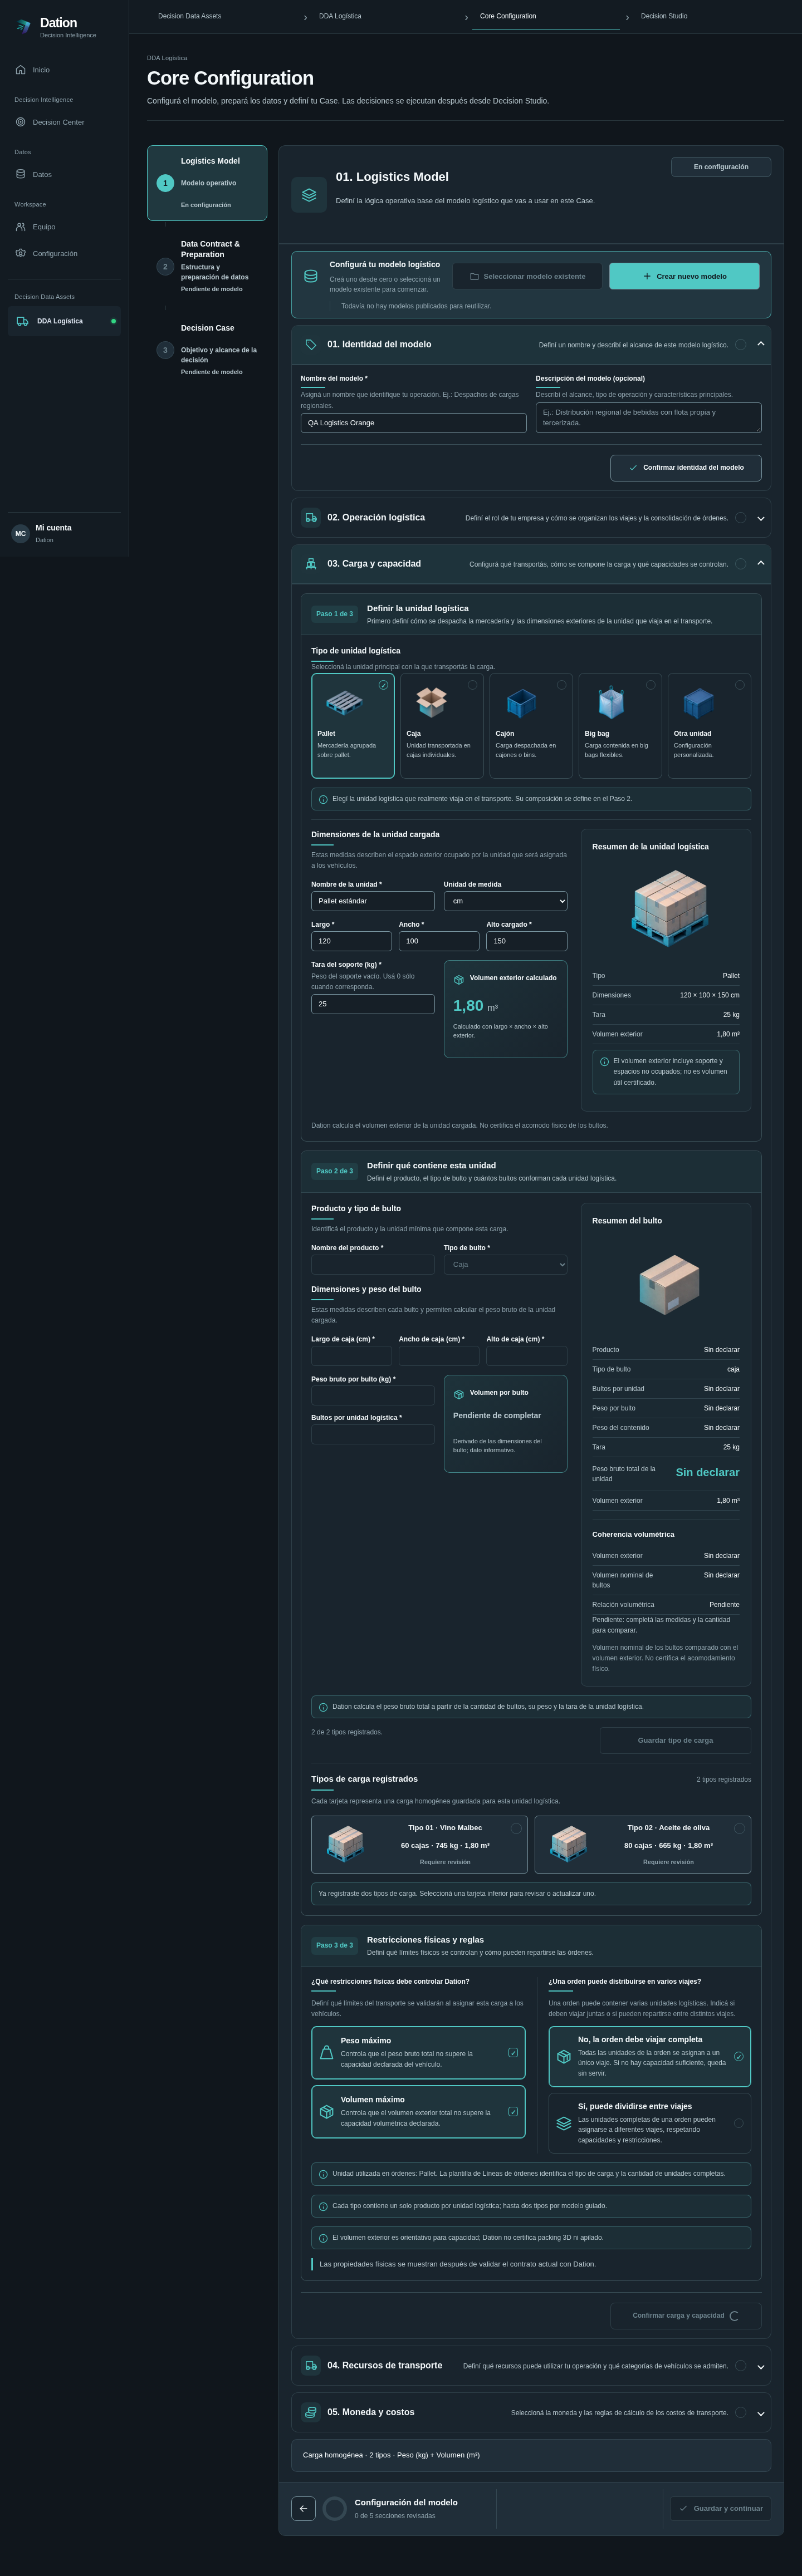 Dation
Decision Intelligence
Inicio
Decision Intelligence
Decision Center
Datos
Datos
Workspace
Equipo
Configuración
Decision Data Assets
DDA Logística
MC
Mi cuenta
Dation
Decision Data Assets
DDA Logística
Core Configuration
Decision Studio
DDA Logística
Core Configuration
Configurá el modelo, prepará los datos y definí tu Case. Las decisiones se ejecutan después desde Decision Studio.
Logistics Model
1
Modelo operativo
En configuración
Data Contract &
Preparation
2
Estructura y
preparación de datos
Pendiente de modelo
Decision Case
3
Objetivo y alcance de la
decisión
Pendiente de modelo
En configuración
01. Logistics Model
Definí la lógica operativa base del modelo logístico que vas a usar en este Case.
Configurá tu modelo logístico
Creá uno desde cero o seleccioná un
modelo existente para comenzar.
Todavía no hay modelos publicados para reutilizar.
Seleccionar modelo existente
Crear nuevo modelo
01. Identidad del modelo
Definí un nombre y describí el alcance de este modelo logístico.
Nombre del modelo *
Asigná un nombre que identifique tu operación. Ej.: Despachos de cargas
regionales.
QA Logistics Orange
Descripción del modelo (opcional)
Describí el alcance, tipo de operación y características principales.
Ej.: Distribución regional de bebidas con flota propia y
tercerizada.
Confirmar identidad del modelo
02. Operación logística
Definí el rol de tu empresa y cómo se organizan los viajes y la consolidación de órdenes.
03. Carga y capacidad
Configurá qué transportás, cómo se compone la carga y qué capacidades se controlan.
Paso 1 de 3
Definir la unidad logística
Primero definí cómo se despacha la mercadería y las dimensiones exteriores de la unidad que viaja en el transporte.
Tipo de unidad logística
Seleccioná la unidad principal con la que transportás la carga.
Pallet
Mercadería agrupada
sobre pallet.
Caja
Unidad transportada en
cajas individuales.
Cajón
Carga despachada en
cajones o bins.
Big bag
Carga contenida en big
bags flexibles.
Otra unidad
Configuración
personalizada.
Elegí la unidad logística que realmente viaja en el transporte. Su composición se define en el Paso 2.
Dimensiones de la unidad cargada
Estas medidas describen el espacio exterior ocupado por la unidad que será asignada
a los vehículos.
Nombre de la unidad *
Pallet estándar
Unidad de medida
cm
Largo *
120
Ancho *
100
Alto cargado *
150
Tara del soporte (kg) *
Peso del soporte vacío. Usá 0 sólo
cuando corresponda.
25
Volumen exterior calculado
1,80 m³
Calculado con largo × ancho × alto
exterior.
Resumen de la unidad logística
Tipo Pallet
Dimensiones 120 × 100 × 150 cm
Tara 25 kg
Volumen exterior 1,80 m³
El volumen exterior incluye soporte y
espacios no ocupados; no es volumen
útil certificado.
Dation calcula el volumen exterior de la unidad cargada. No certifica el acomodo físico de los bultos.
Paso 2 de 3
Definir qué contiene esta unidad
Definí el producto, el tipo de bulto y cuántos bultos conforman cada unidad logística.
Producto y tipo de bulto
Identificá el producto y la unidad mínima que compone esta carga.
Nombre del producto *
Tipo de bulto *
Caja
Dimensiones y peso del bulto
Estas medidas describen cada bulto y permiten calcular el peso bruto de la unidad
cargada.
Largo de caja (cm) *
Ancho de caja (cm) *
Alto de caja (cm) *
Peso bruto por bulto (kg) *
Bultos por unidad logística *
Volumen por bulto
Pendiente de completar
Derivado de las dimensiones del
bulto; dato informativo.
Resumen del bulto
Producto Sin declarar
Tipo de bulto caja
Bultos por unidad Sin declarar
Peso por bulto Sin declarar
Peso del contenido Sin declarar
Tara 25 kg
Peso bruto total de la
unidad
Sin declarar
Volumen exterior 1,80 m³
Coherencia volumétrica
Volumen exterior Sin declarar
Volumen nominal de
bultos
Sin declarar
Relación volumétrica Pendiente
Pendiente: completá las medidas y la cantidad
para comparar.
Volumen nominal de los bultos comparado con el
volumen exterior. No certifica el acomodamiento
físico.
Dation calcula el peso bruto total a partir de la cantidad de bultos, su peso y la tara de la unidad logística.
2 de 2 tipos registrados.
Guardar tipo de carga
Tipos de carga registrados
2 tipos registrados
Cada tarjeta representa una carga homogénea guardada para esta unidad logística.
Tipo 01 · Vino Malbec
60 cajas · 745 kg · 1,80 m³
Requiere revisión
Tipo 02 · Aceite de oliva
80 cajas · 665 kg · 1,80 m³
Requiere revisión
Ya registraste dos tipos de carga. Seleccioná una tarjeta inferior para revisar o actualizar uno.
Paso 3 de 3
Restricciones físicas y reglas
Definí qué límites físicos se controlan y cómo pueden repartirse las órdenes.
¿Qué restricciones físicas debe controlar Dation?
Definí qué límites del transporte se validarán al asignar esta carga a los
vehículos.
Peso máximo
Controla que el peso bruto total no supere la
capacidad declarada del vehículo.
Volumen máximo
Controla que el volumen exterior total no supere la
capacidad volumétrica declarada.
¿Una orden puede distribuirse en varios viajes?
Una orden puede contener varias unidades logísticas. Indicá si
deben viajar juntas o si pueden repartirse entre distintos viajes.
No, la orden debe viajar completa
Todas las unidades de la orden se asignan a un
único viaje. Si no hay capacidad suficiente, queda
sin servir.
Sí, puede dividirse entre viajes
Las unidades completas de una orden pueden
asignarse a diferentes viajes, respetando
capacidades y restricciones.
Unidad utilizada en órdenes: Pallet. La plantilla de Líneas de órdenes identifica el tipo de carga y la cantidad de unidades completas.
Cada tipo contiene un solo producto por unidad logística; hasta dos tipos por modelo guiado.
El volumen exterior es orientativo para capacidad; Dation no certifica packing 3D ni apilado.
Las propiedades físicas se muestran después de validar el contrato actual con Dation.
Confirmar carga y capacidad
04. Recursos de transporte
Definí qué recursos puede utilizar tu operación y qué categorías de vehículos se admiten.
05. Moneda y costos
Seleccioná la moneda y las reglas de cálculo de los costos de transporte.
Carga homogénea · 2 tipos · Peso (kg) + Volumen (m³)
Configuración del modelo
0 de 5 secciones revisadas
Guardar y continuar